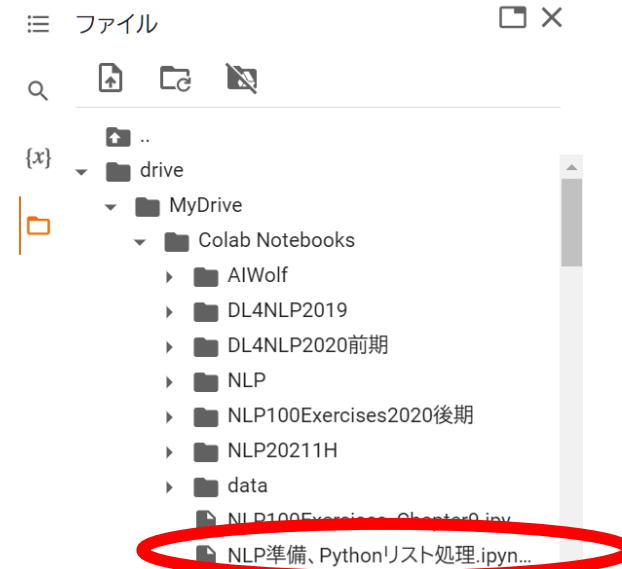 ファイル
..
{x}
drive
MyDrive
Colab Notebooks
AIWolf
DL4NLP2019
DL4NLP2020前期
NLP
NLP100Exercises2020後期
NLP20211H
data
NLP100Exercises_Chapter9.ipy...
NLP準備、Pythonリスト処理.ipyn...